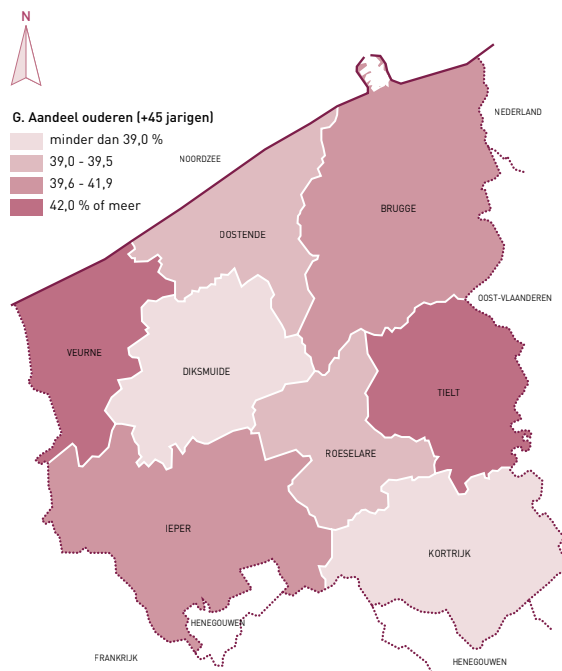 N
G. Aandeel ouderen (+45 jarigen)
minder dan 39,0 %
39,0 - 39,5
39,6 - 41,9
42,0 % of meer
NOORDZEE
NEDERLAND
BRUGGE
OOSTENDE
OOST-VLAANDEREN
VEURNE
DIKSMUIDE
TIELT
ROESELARE
IEPER
KORTRIJK
HENEGOUWEN
FRANKRIJK
HENEGOUWEN